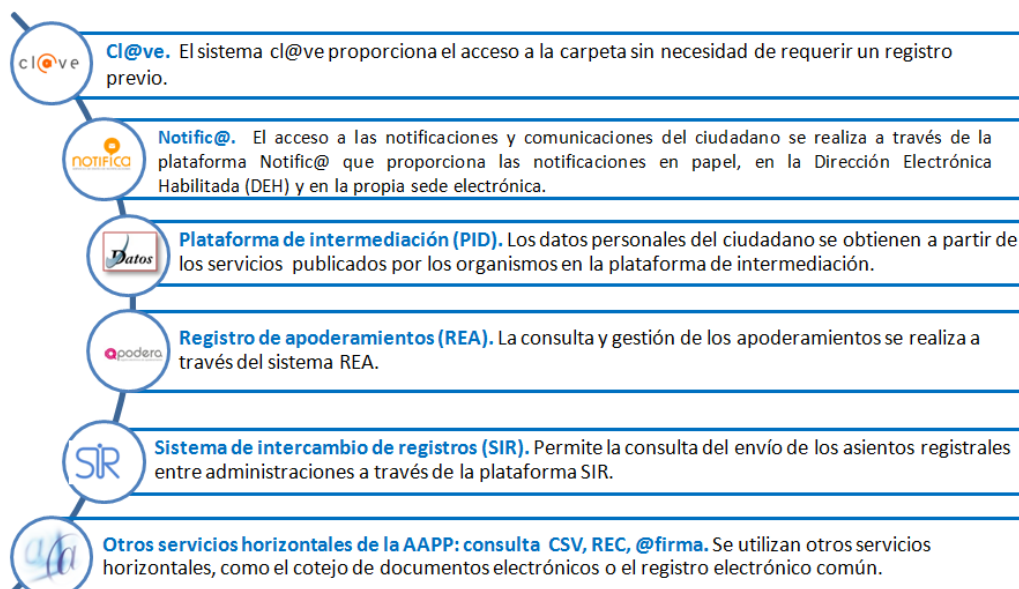 cl@ve
Cl@ve. El sistema cl@ve proporciona el acceso a la carpeta sin necesidad de requerir un registro
previo.
notifica
Notific@. El acceso a las notificaciones y comunicaciones del ciudadano se realiza a través de la
plataforma Notific@ que proporciona las notificaciones en papel, en la Dirección Electrónica
Habilitada (DEH) y en la propia sede electrónica.
Datos
Plataforma de intermediación (PID). Los datos personales del ciudadano se obtienen a partir de
los servicios publicados por los organismos en la plataforma de intermediación.
apodera
Registro de apoderamientos (REA). La consulta y gestión de los apoderamientos se realiza a
través del sistema REA.
SIR
Sistema de intercambio de registros (SIR). Permite la consulta del envío de los asientos registrales
entre administraciones a través de la plataforma SIR.
Otros servicios horizontales de la AAPP: consulta CSV, REC, @firma. Se utilizan otros servicios
horizontales, como el cotejo de documentos electrónicos o el registro electrónico común.